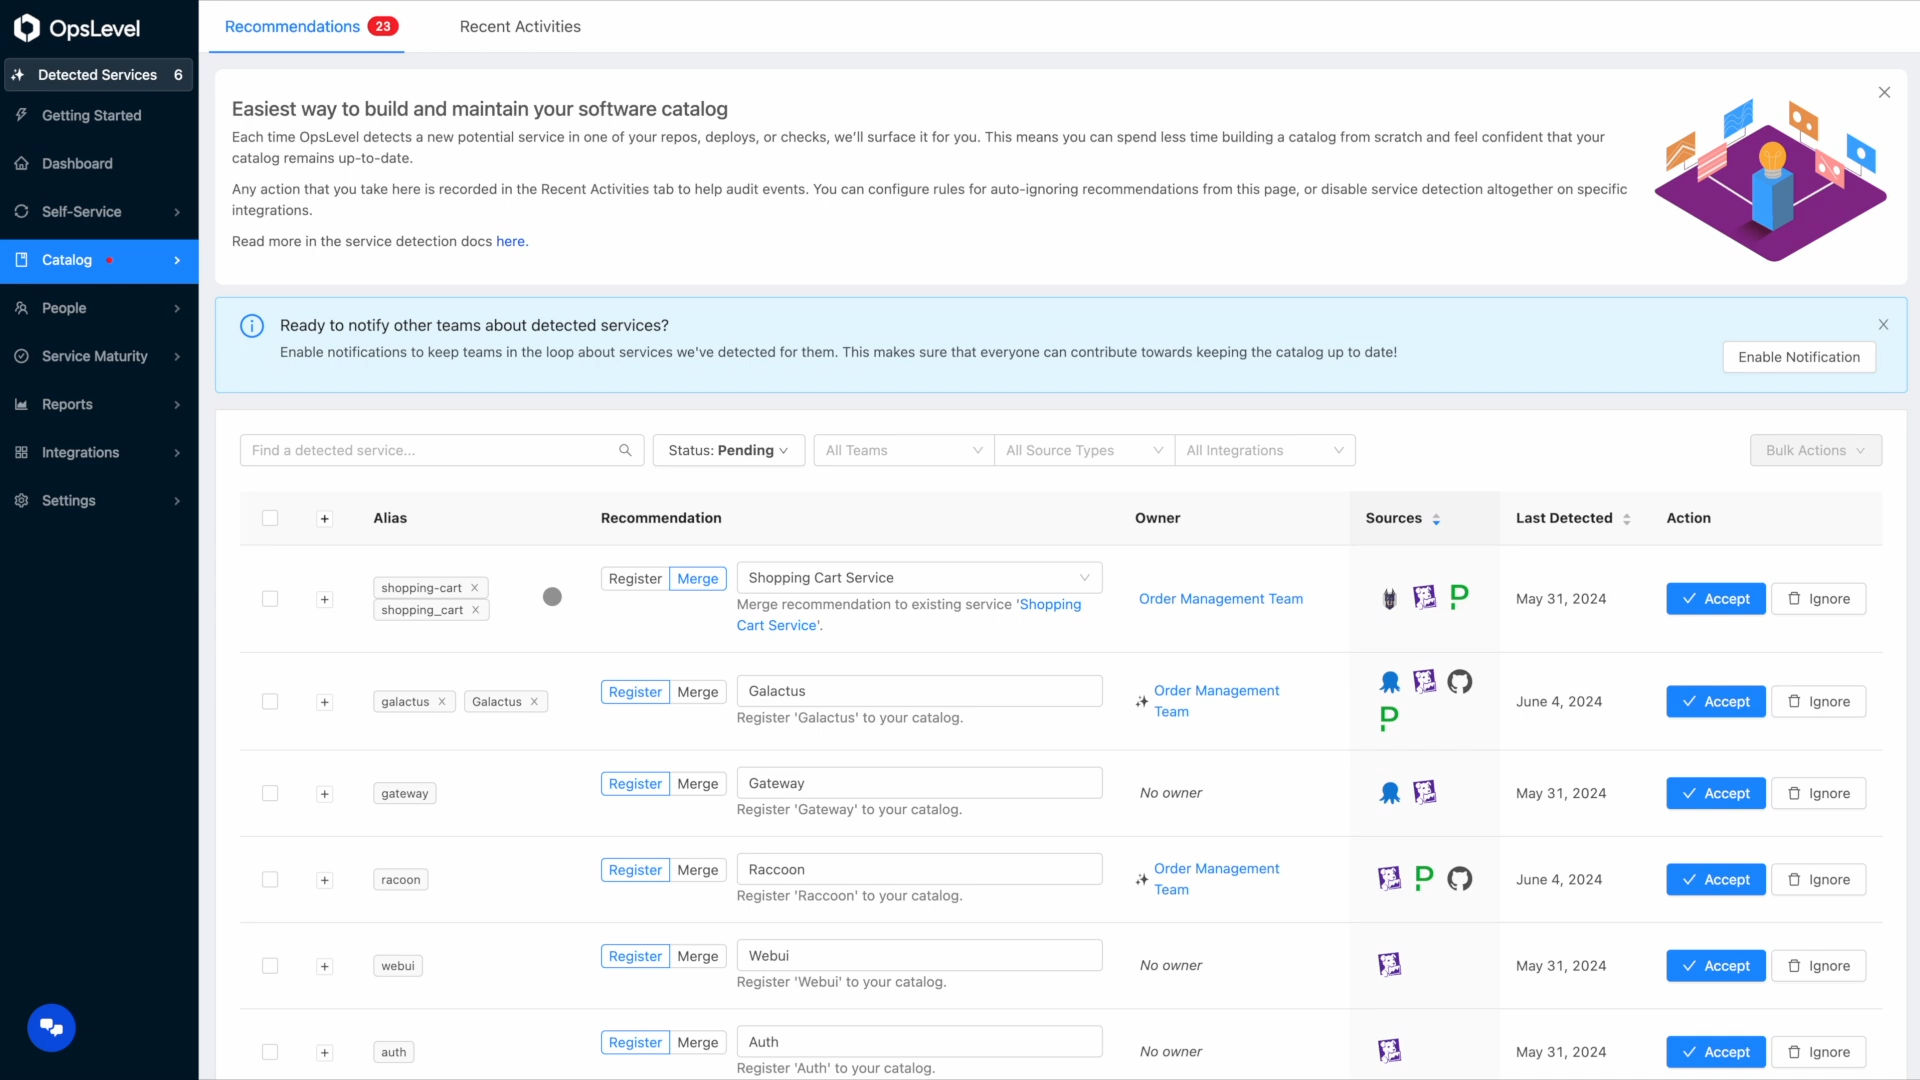 OpsLevel
Detected Services 6
Getting Started
Dashboard
Self-Service
Catalog
People
Service Maturity
Reports
Integrations
Settings
Recommendations 23
Recent Activities
Easiest way to build and maintain your software catalog
Each time OpsLevel detects a new potential service in one of your repos, deploys, or checks, we’ll surface it for you. This means you can spend less time building a catalog from scratch and feel confident that your
catalog remains up-to-date.
Any action that you take here is recorded in the Recent Activities tab to help audit events. You can configure rules for auto-ignoring recommendations from this page, or disable service detection altogether on specific
integrations.
Read more in the service detection docs here.
Ready to notify other teams about detected services?
Enable notifications to keep teams in the loop about services we've detected for them. This makes sure that everyone can contribute towards keeping the catalog up to date!
Enable Notification
Find a detected service... Status: Pending All Teams All Source Types All Integrations Bulk Actions
Alias Recommendation Owner Sources Last Detected Action
shopping-cart
shopping_cart
Register Merge Shopping Cart Service
Merge recommendation to existing service 'Shopping
Cart Service'.
Order Management Team
May 31, 2024 Accept Ignore
galactus Galactus
Register Merge Galactus
Register 'Galactus' to your catalog.
Order Management
Team
June 4, 2024 Accept Ignore
gateway
Register Merge Gateway
Register 'Gateway' to your catalog.
No owner
May 31, 2024 Accept Ignore
racoon
Register Merge Raccoon
Register 'Raccoon' to your catalog.
Order Management
Team
June 4, 2024 Accept Ignore
webui
Register Merge Webui
Register 'Webui' to your catalog.
No owner
May 31, 2024 Accept Ignore
auth
Register Merge Auth
Register 'Auth' to your catalog.
No owner
May 31, 2024 Accept Ignore